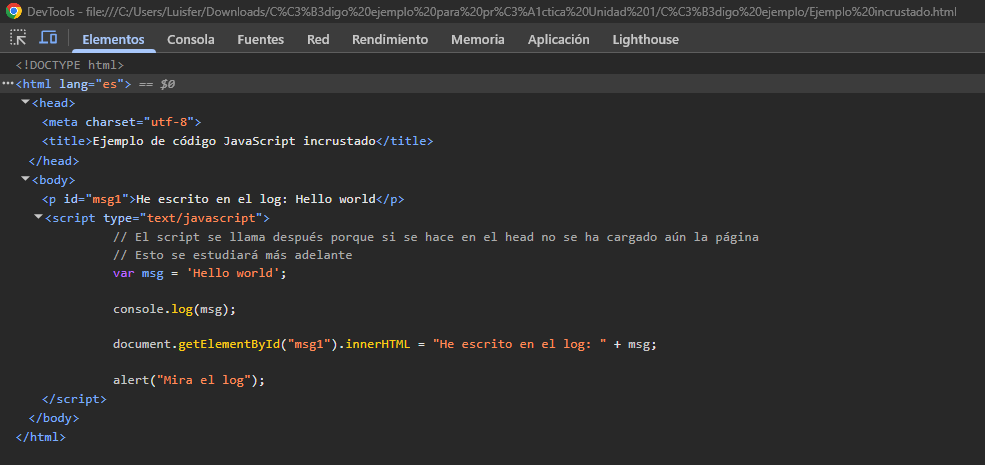 DevTools - file:///C:/Users/Luisfer/Downloads/C%C3%B3digo%20ejemplo%20para%20pr%C3%A1ctica%20Unidad%201/C%C3%B3digo%20ejemplo/Ejemplo%20incrustado.html
Elementos Consola Fuentes Red Rendimiento Memoria Aplicación Lighthouse
<!DOCTYPE html>
···<html lang="es"> == $0
<head>
<meta charset="utf-8">
<title>Ejemplo de código JavaScript incrustado</title>
</head>
<body>
<p id="msg1">He escrito en el log: Hello world</p>
<script type="text/javascript">
// El script se llama después porque si se hace en el head no se ha cargado aún la página
// Esto se estudiará más adelante
var msg = 'Hello world';
console.log(msg);
document.getElementById("msg1").innerHTML = "He escrito en el log: " + msg;
alert("Mira el log");
</script>
</body>
</html>